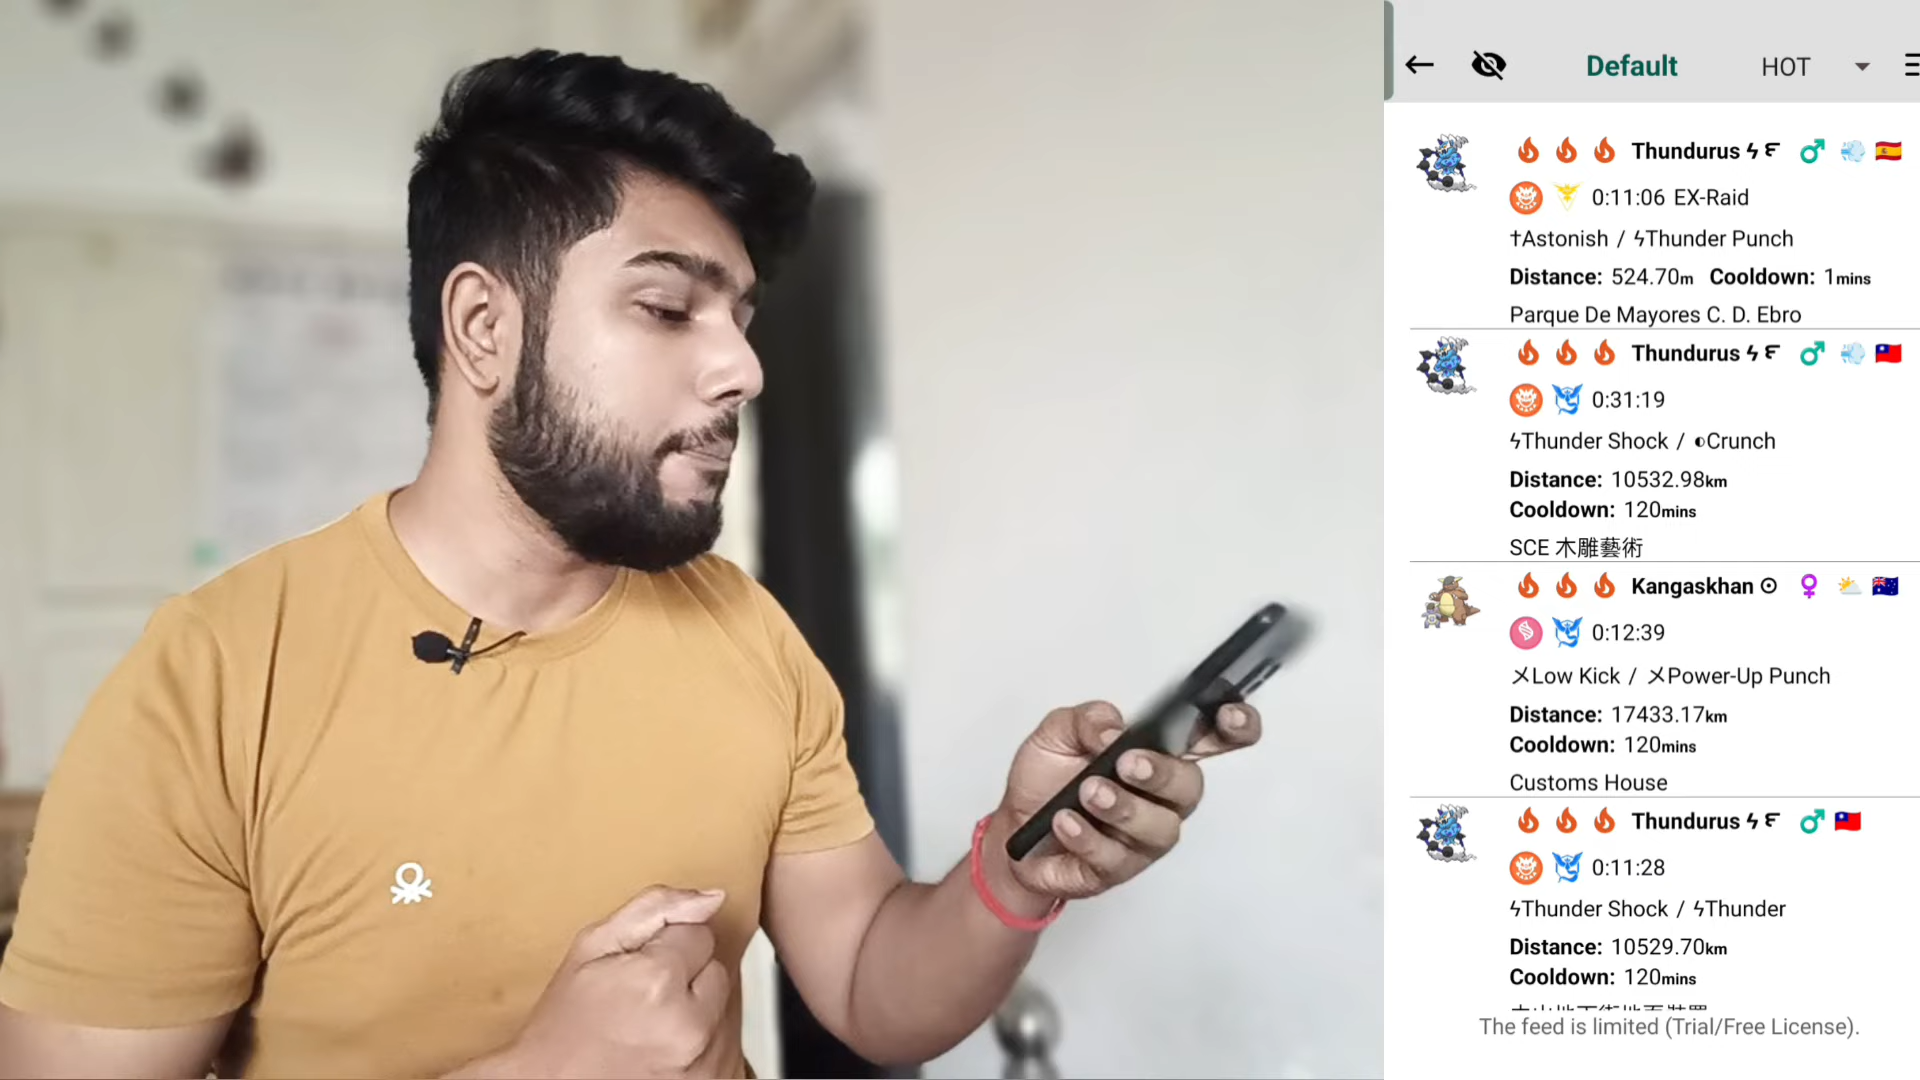 Default HOT
Thundurus
0:11:06 EX-Raid
Astonish / Thunder Punch
Distance: 524.70m Cooldown: 1mins
Parque De Mayores C. D. Ebro
Thundurus
0:31:19
Thunder Shock / Crunch
Distance: 10532.98km
Cooldown: 120mins
SCE 木雕藝術
Kangaskhan
0:12:39
Low Kick / Power-Up Punch
Distance: 17433.17km
Cooldown: 120mins
Customs House
Thundurus
0:11:28
Thunder Shock / Thunder
Distance: 10529.70km
Cooldown: 120mins
The feed is limited (Trial/Free License).